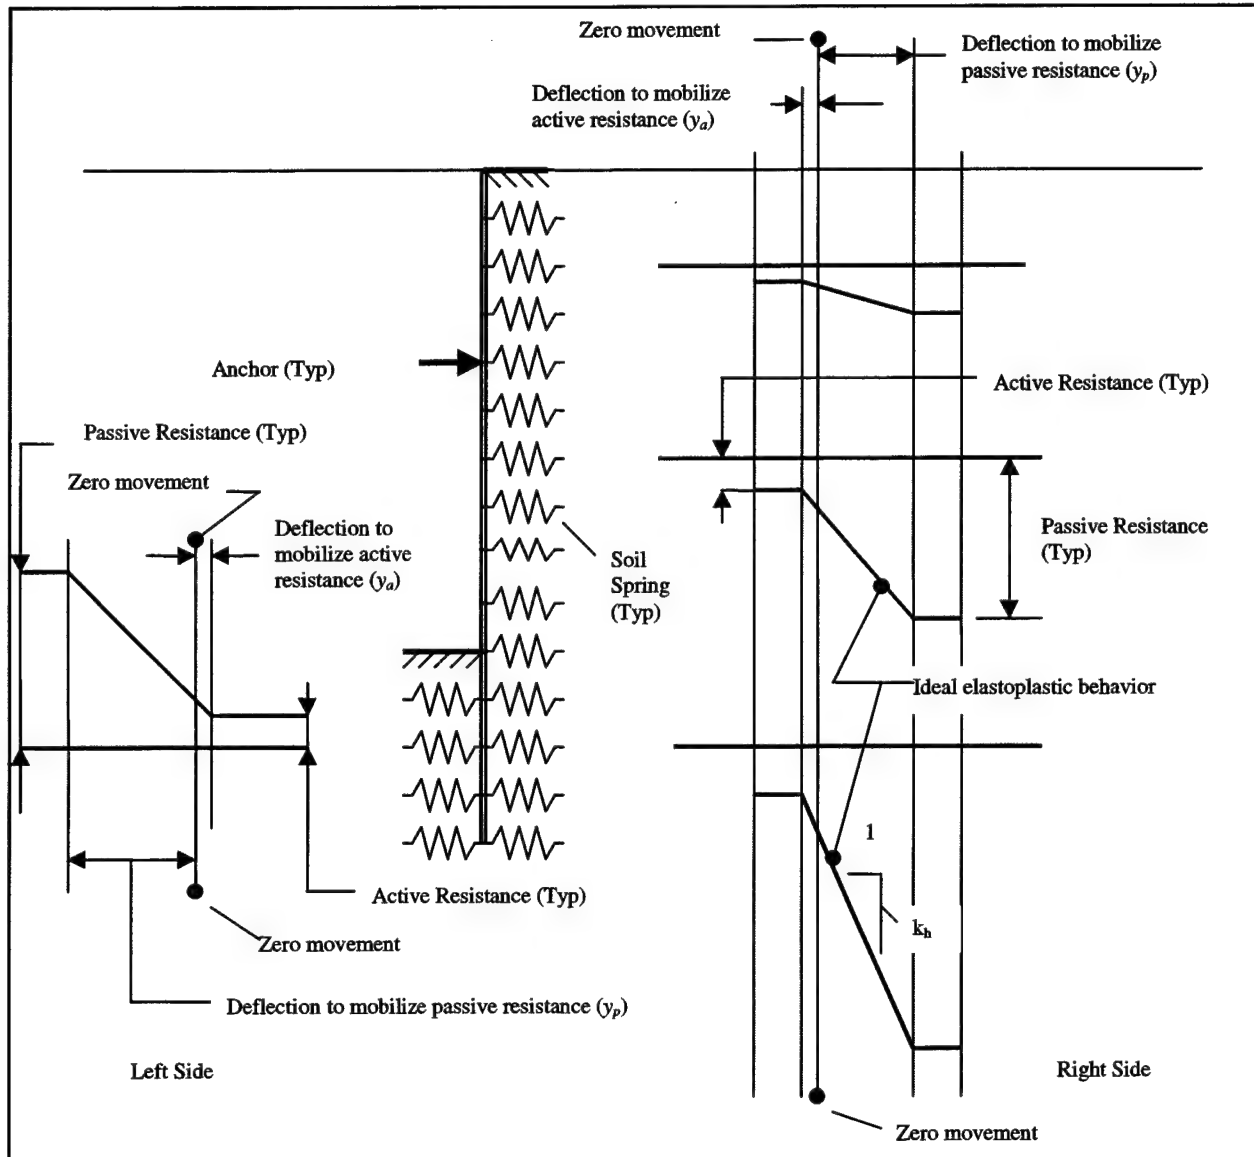 Zero movement
Deflection to mobilize
passive resistance (yp)
Deflection to mobilize
active resistance (ya)
Anchor (Typ)
Active Resistance (Typ)
Passive Resistance (Typ)
Zero movement
Deflection to
mobilize active
resistance (ya)
Soil
Spring
(Typ)
Passive Resistance
(Typ)
Ideal elastoplastic behavior
1
kh
Active Resistance (Typ)
Zero movement
Deflection to mobilize passive resistance (yp)
Left Side
Right Side
Zero movement